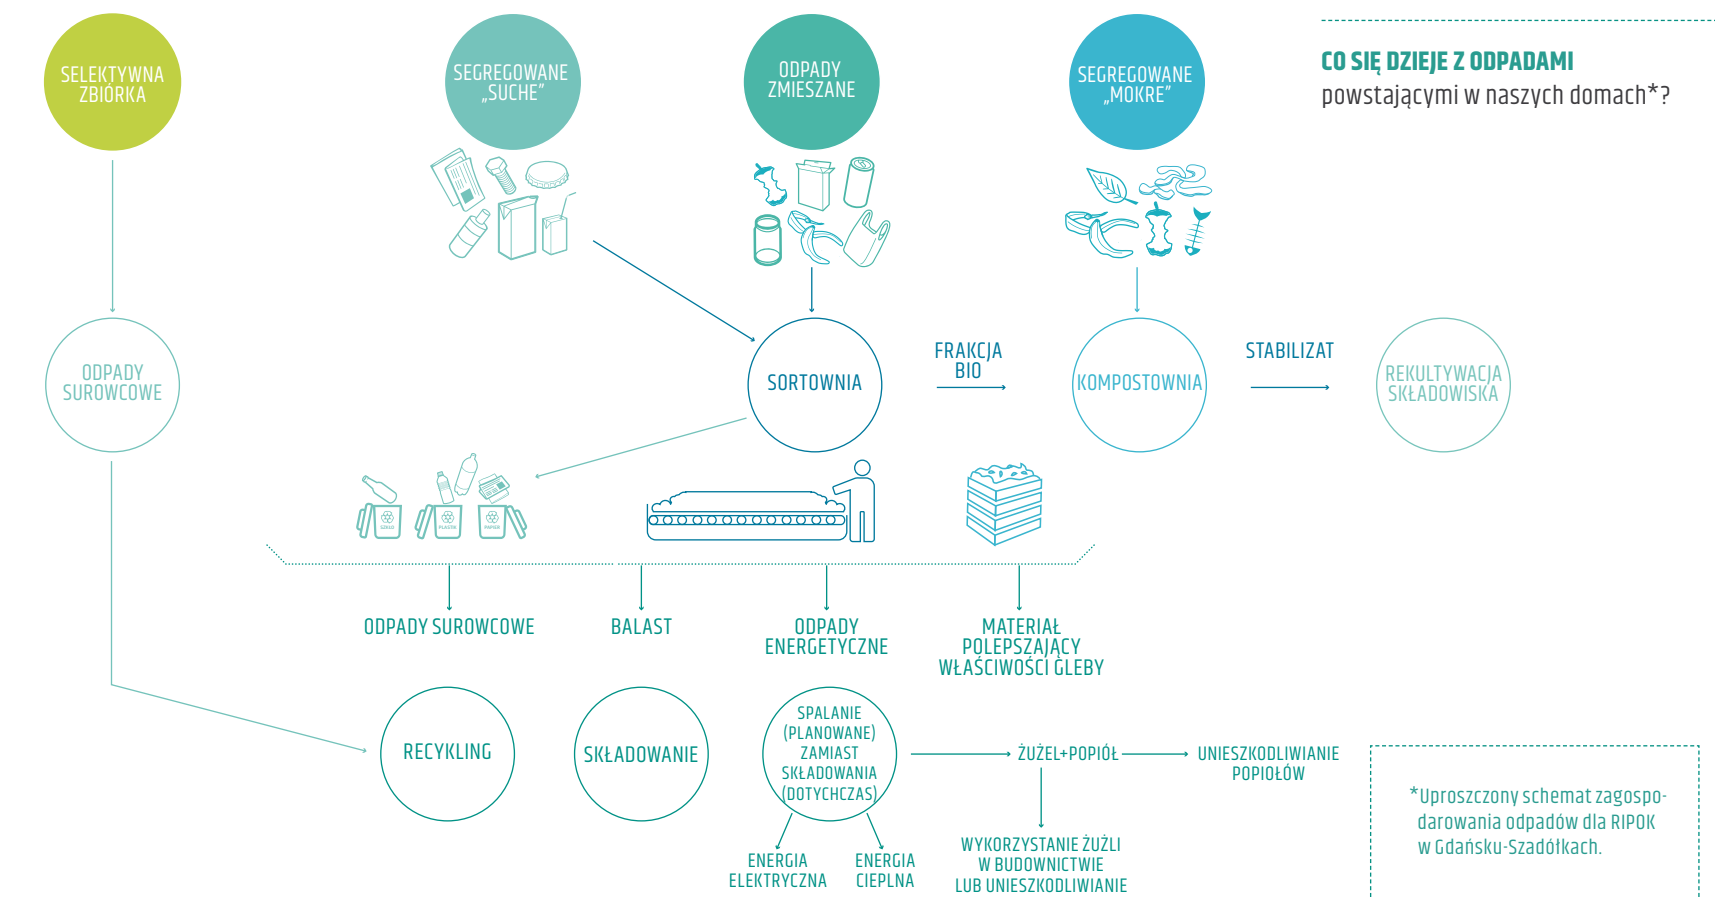 SELEKTYWNA
ZBIÓRKA
SEGREGOWANE
„SUCHE”
ODPADY
ZMIESZANE
SEGREGOWANE
„MOKRE”
CO SIĘ DZIEJE Z ODPADAMI
powstającymi w naszych domach*?
ODPADY
SUROWCOWE
SORTOWNIA
FRAKCJA
BIO
KOMPOSTOWNIA
STABILIZAT
REKULTYWACJA
SKŁADOWISKA
SZKŁO
PLASTIK
PAPIER
ODPADY SUROWCOWE
BALAST
ODPADY
ENERGETYCZNE
MATERIAŁ
POLEPSZAJĄCY
WŁAŚCIWOŚCI GLEBY
RECYKLING
SKŁADOWANIE
SPALANIE
(PLANOWANE)
ZAMIAST
SKŁADOWANIA
(DOTYCHCZAS)
ŻUŻEL+POPIÓŁ
UNIESZKODLIWIANIE
POPIOŁÓW
ENERGIA
ELEKTRYCZNA
ENERGIA
CIEPLNA
WYKORZYSTANIE ŻUŻLI
W BUDOWNICTWIE
LUB UNIESZKODLIWIANIE
*Uproszczony schemat zagospo-
darowania odpadów dla RIPOK
w Gdańsku-Szadółkach.